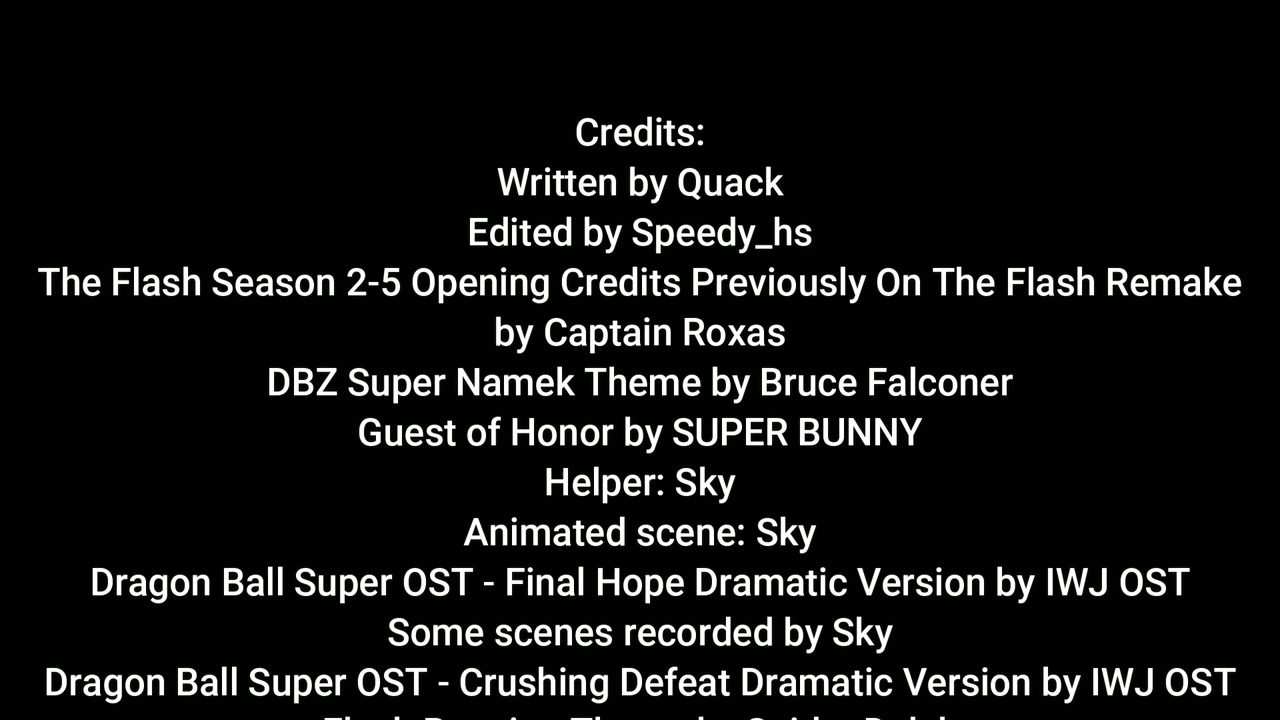 Credits:
Written by Quack
Edited by Speedy_hs
The Flash Season 2-5 Opening Credits Previously On The Flash Remake
by Captain Roxas
DBZ Super Namek Theme by Bruce Falconer
Guest of Honor by SUPER BUNNY
Helper: Sky
Animated scene: Sky
Dragon Ball Super OST - Final Hope Dramatic Version by IWJ OST
Some scenes recorded by Sky
Dragon Ball Super OST - Crushing Defeat Dramatic Version by IWJ OST